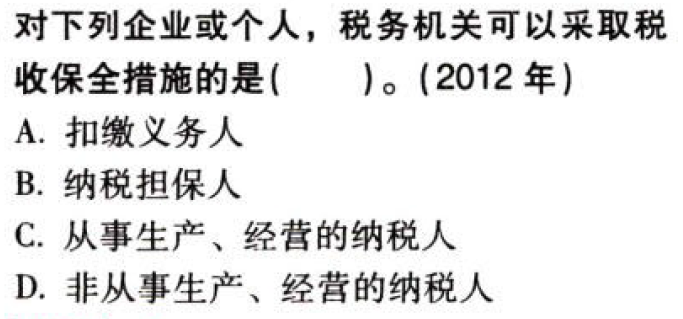 对下列企业或个人，税务机关可以采取税
收保全措施的是(　　)。(2012 年)
A. 扣缴义务人
B. 纳税担保人
C. 从事生产、经营的纳税人
D. 非从事生产、经营的纳税人